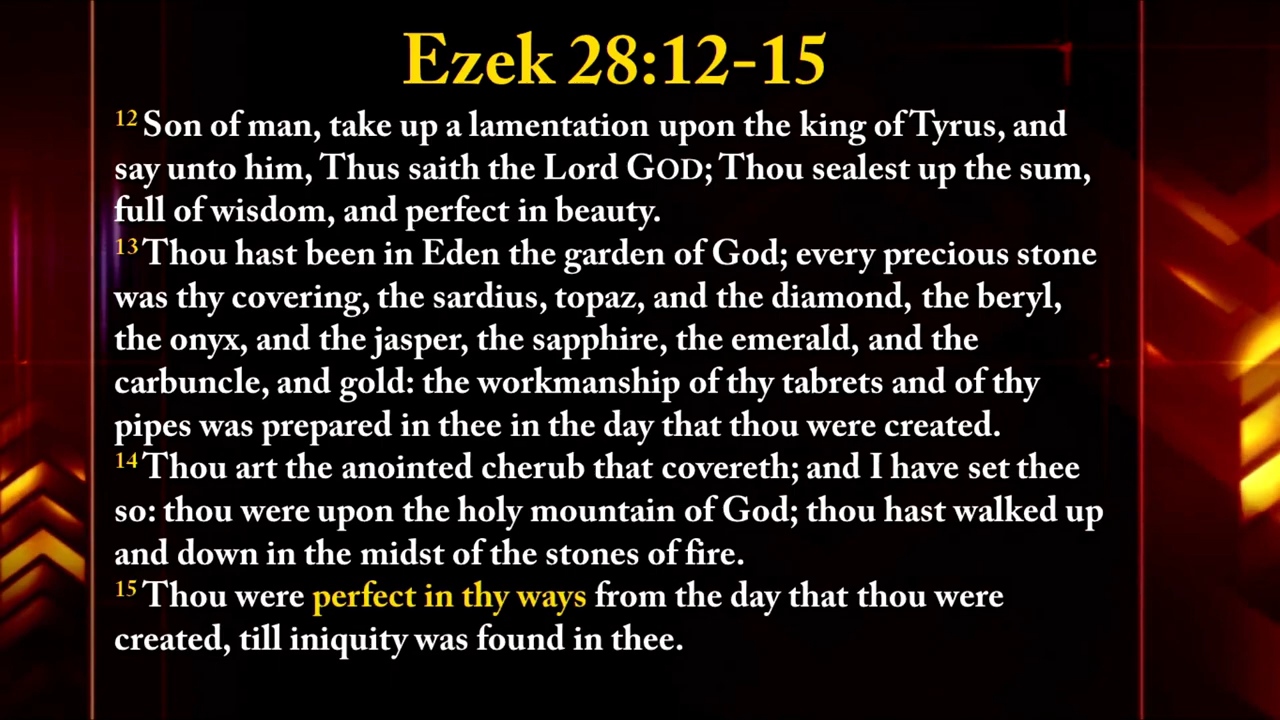 Ezek 28:12-15
12 Son of man, take up a lamentation upon the king of Tyrus, and
say unto him, Thus saith the Lord GOD; Thou sealest up the sum,
full of wisdom, and perfect in beauty.
13 Thou hast been in Eden the garden of God; every precious stone
was thy covering, the sardius, topaz, and the diamond, the beryl,
the onyx, and the jasper, the sapphire, the emerald, and the
carbuncle, and gold: the workmanship of thy tabrets and of thy
pipes was prepared in thee in the day that thou were created.
14 Thou art the anointed cherub that covereth; and I have set thee
so: thou were upon the holy mountain of God; thou hast walked up
and down in the midst of the stones of fire.
15 Thou were perfect in thy ways from the day that thou were
created, till iniquity was found in thee.